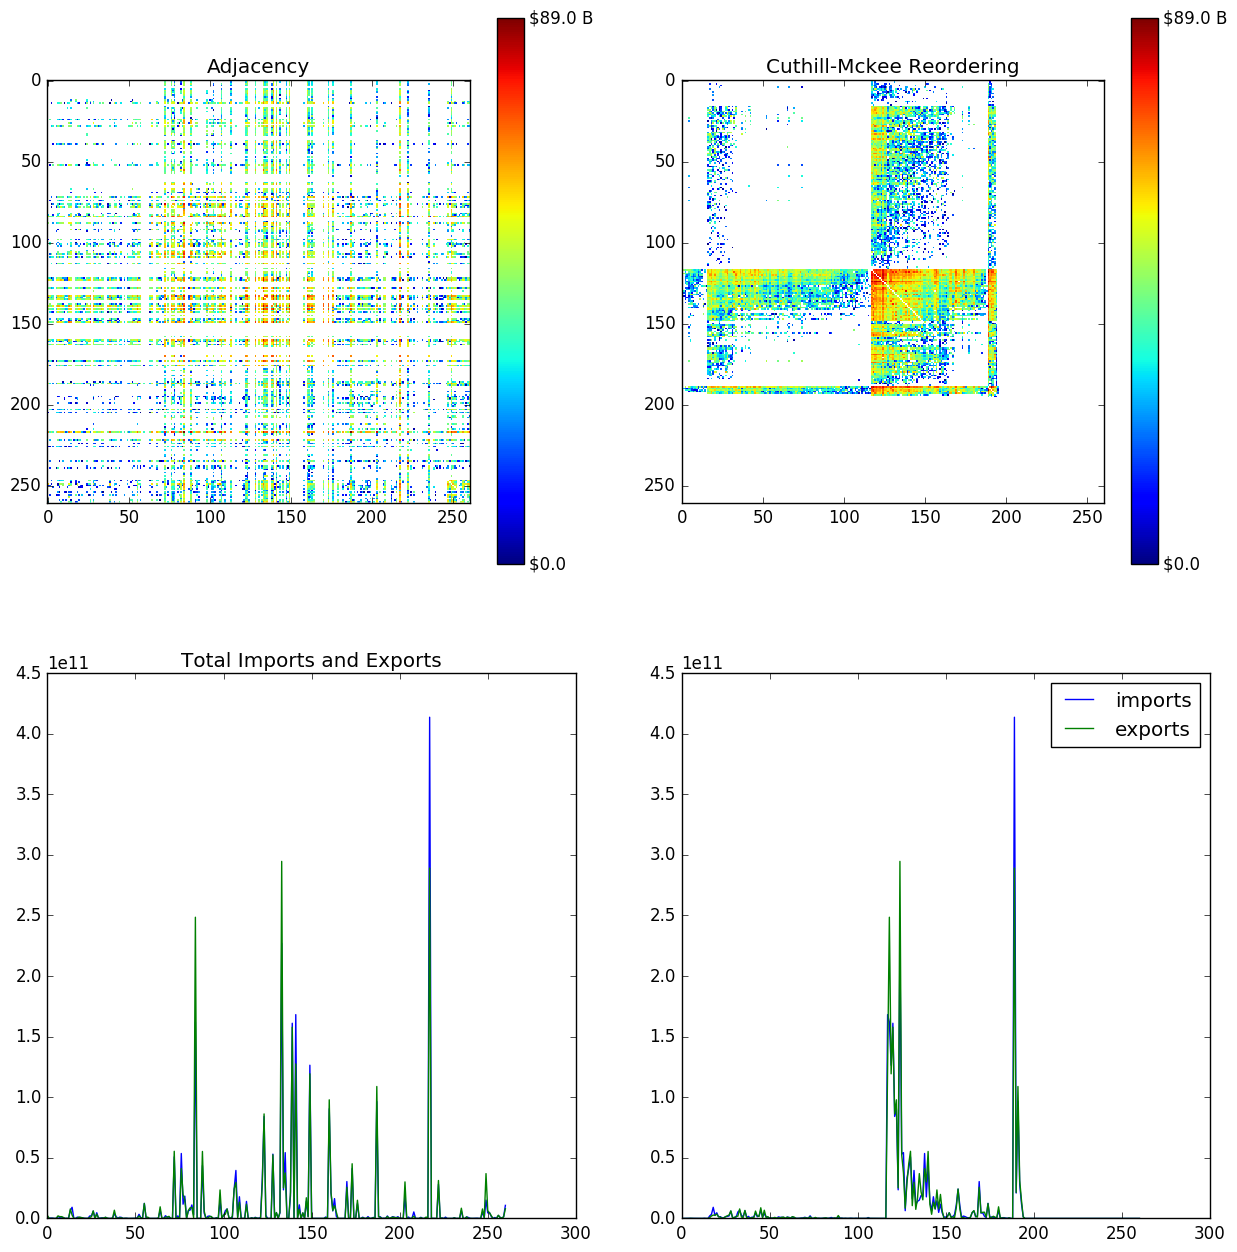 $89.0 B
$89.0 B
Adjacency
Cuthill-Mckee Reordering
0
50
100
150
200
250
0
50
100
150
200
250
0 50 100 150 200 250
0 50 100 150 200 250
$0.0
$0.0
Total Imports and Exports
1e11
1e11
4.5
4.0
3.5
3.0
2.5
2.0
1.5
1.0
0.5
0.0
0 50 100 150 200 250 300
4.5
4.0
3.5
3.0
2.5
2.0
1.5
1.0
0.5
0.0
0 50 100 150 200 250 300
imports
exports